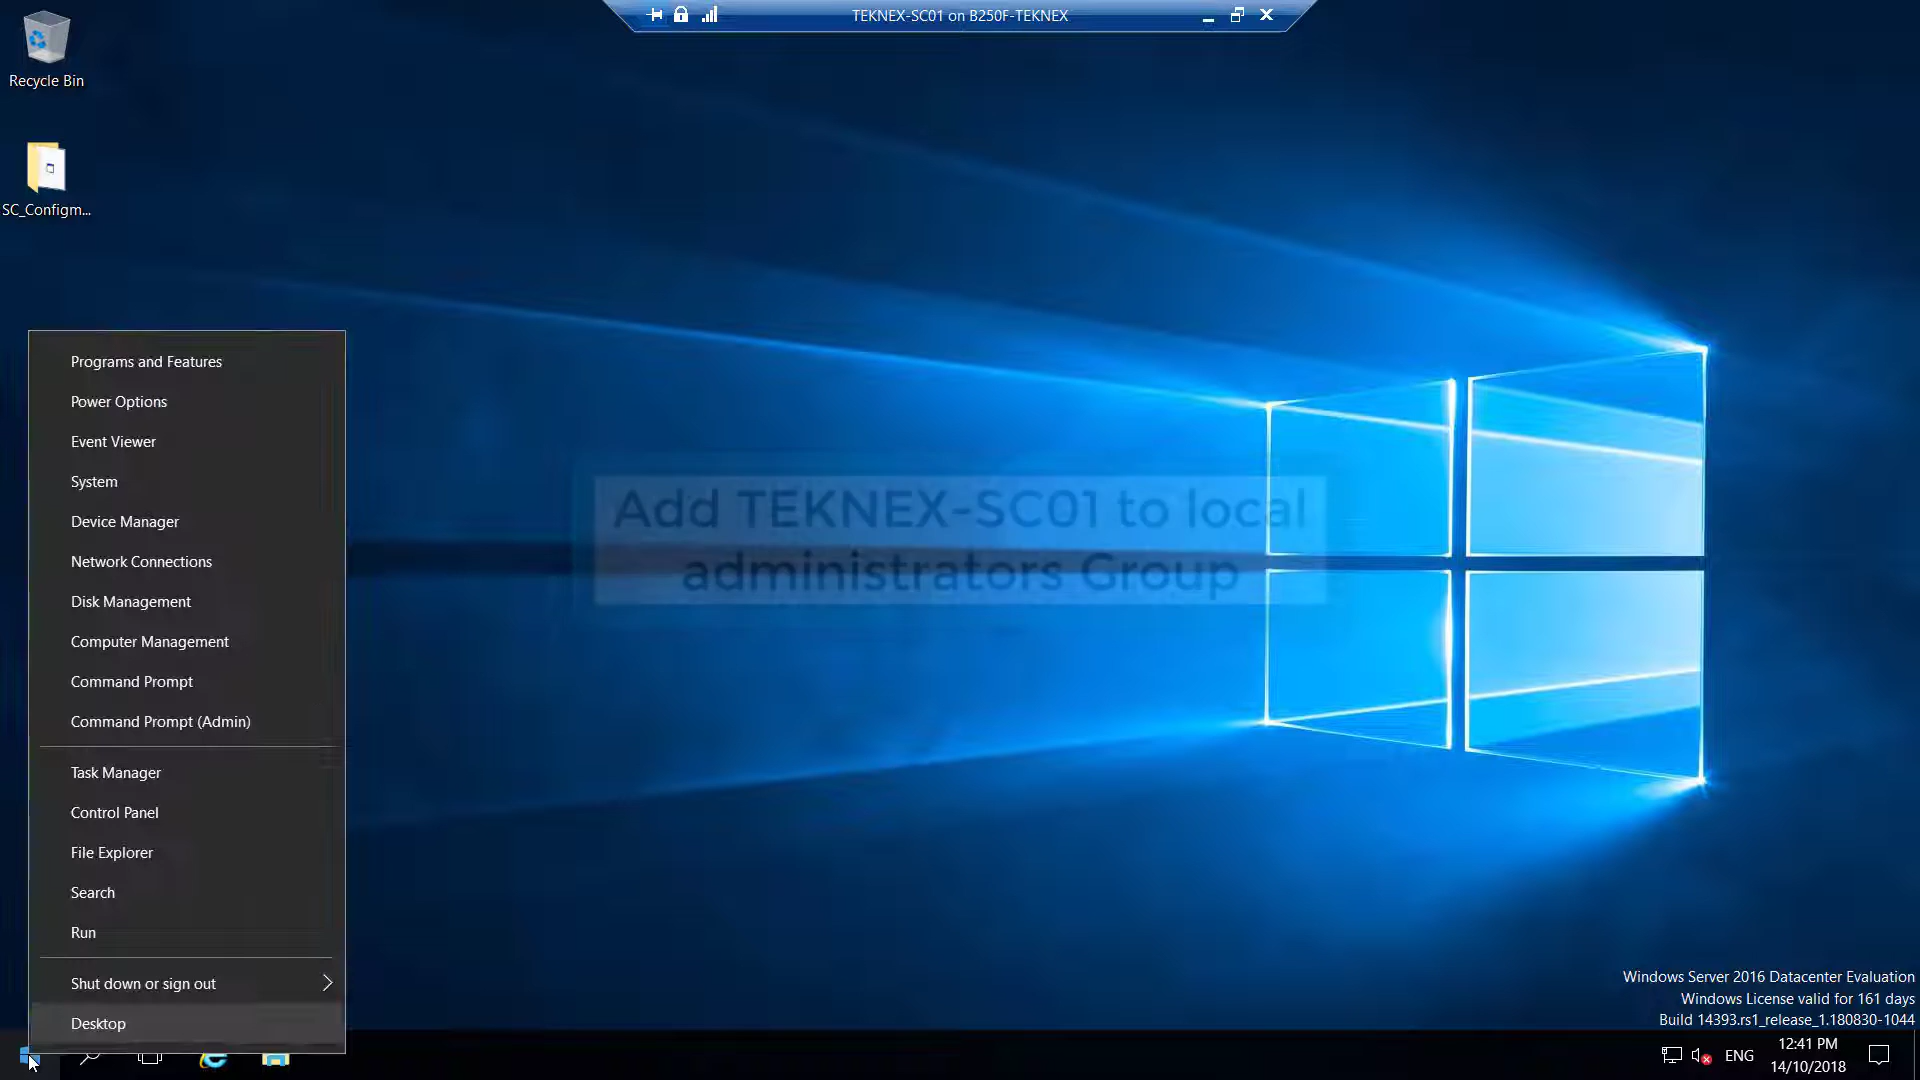 TEKNEX-SC01 on B250F-TEKNEX
Recycle Bin
SC_Configm...
Programs and Features
Power Options
Event Viewer
System
Device Manager
Network Connections
Disk Management
Computer Management
Command Prompt
Command Prompt (Admin)
Task Manager
Control Panel
File Explorer
Search
Run
Shut down or sign out
Desktop
Add TEKNEX-SC01 to local
administrators Group
Windows Server 2016 Datacenter Evaluation
Windows License valid for 161 days
Build 14393.rs1_release_1.180830-1044
ENG
12:41 PM
14/10/2018